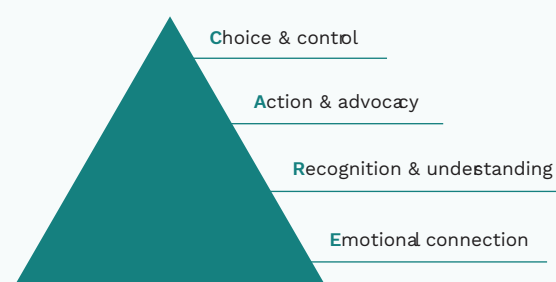 Choice & control
Action & advocacy
Recognition & understanding
Emotional connection